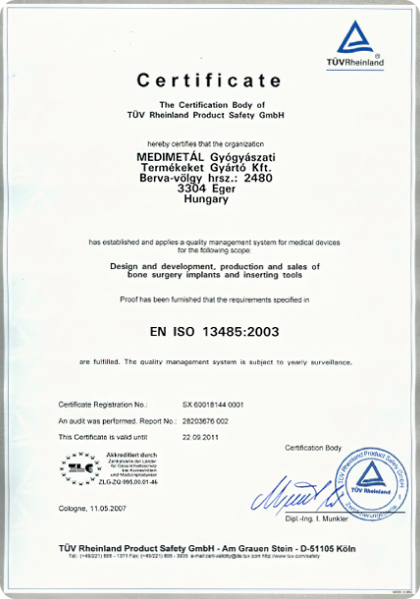 TÜVRheinland
Certificate
The Certification Body of
TÜV Rheinland Product Safety GmbH
hereby certifies that the organization
MEDIMETÁL Gyógyászati
Termékeket Gyártó Kft.
Berva-völgy hrsz.: 2480
3304 Eger
Hungary
has established and applies a quality management system for medical devices
for the following scope:
Design and development, production and sales of
bone surgery implants and inserting tools
Proof has been furnished that the requirements specified in
EN ISO 13485:2003
are fulfilled. The quality management system is subject to yearly surveillance.
Certificate Registration No.: SX 60018144 0001
An audit was performed. Report No.: 28203676 002
This Certificate is valid until 22.09.2011
Certification Body
Akkreditiert durch
Zentralstelle der Länder
für Gesundheitsschutz
bei Arzneimitteln
und Medizinprodukten
ZLG
ZLG-ZQ-995.00.01-46
TÜV Rheinland Product Safety GmbH
TÜV Rheinland
Zertifizierungsstelle
Cologne, 11.05.2007
Dipl.-Ing. I. Munkler
TÜV Rheinland Product Safety GmbH - Am Grauen Stein - D-51105 Köln